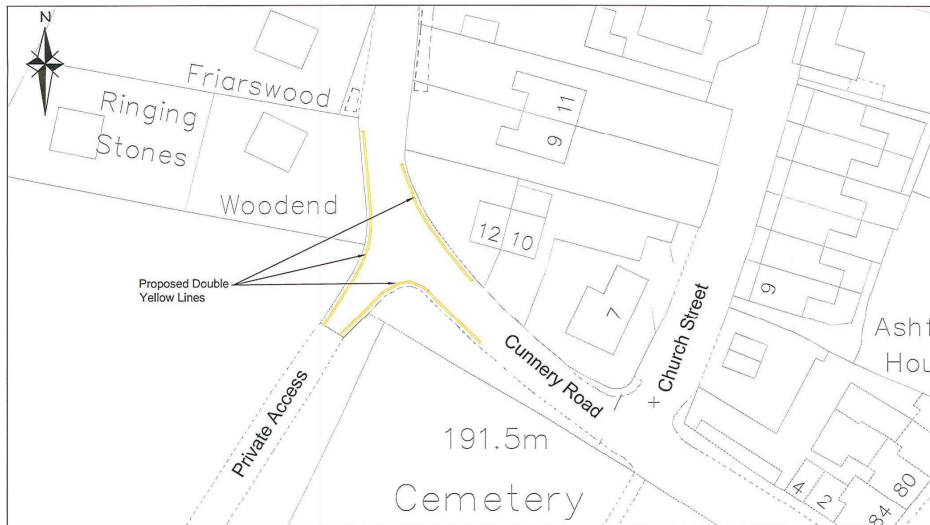 N
Friarswood
Ringing
Stones
Woodend
11
9
12 10
7
9
Proposed Double
Yellow Lines
Church Street
Cunnery Road
Private Access
191.5m
Cemetery
Ashf
Hou
4
2
80
84